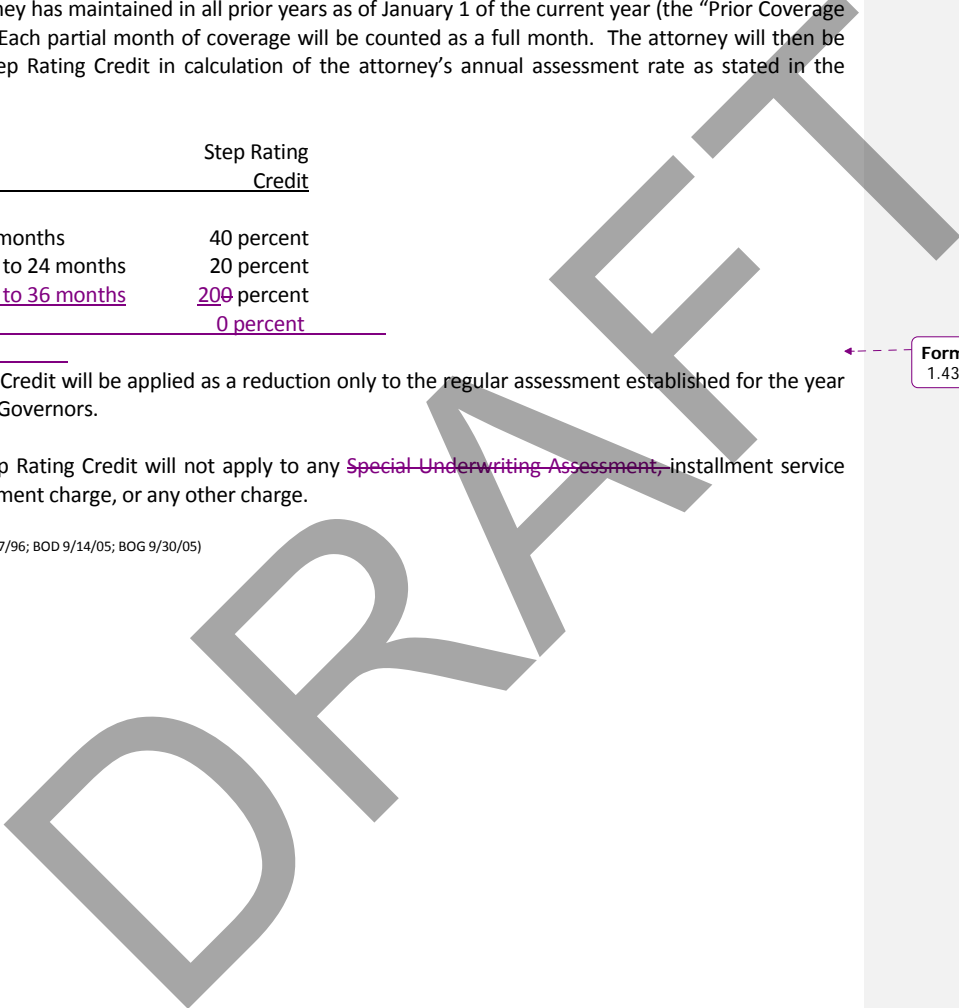 ney has maintained in all prior years as of January 1 of the current year (the “Prior Coverage
Each partial month of coverage will be counted as a full month. The attorney will then be
ep Rating Credit in calculation of the attorney’s annual assessment rate as stated in the
Step Rating
Credit
months 40 percent
to 24 months 20 percent
to 36 months 200 percent
0 percent
Form
1.43
Credit will be applied as a reduction only to the regular assessment established for the year
Governors.
p Rating Credit will not apply to any Special Underwriting Assessment, installment service
ment charge, or any other charge.
7/96; BOD 9/14/05; BOG 9/30/05)
DRAFT